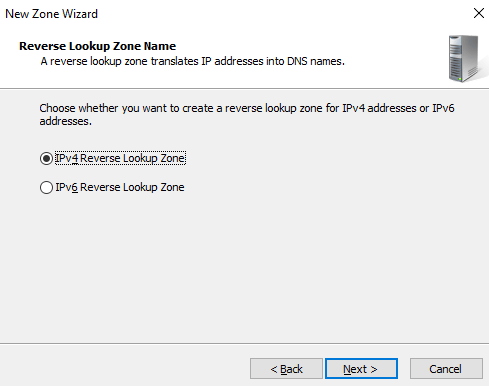 New Zone Wizard
Reverse Lookup Zone Name
A reverse lookup zone translates IP addresses into DNS names.
Choose whether you want to create a reverse lookup zone for IPv4 addresses or IPv6
addresses.
IPv4 Reverse Lookup Zone
IPv6 Reverse Lookup Zone
< Back Next > Cancel